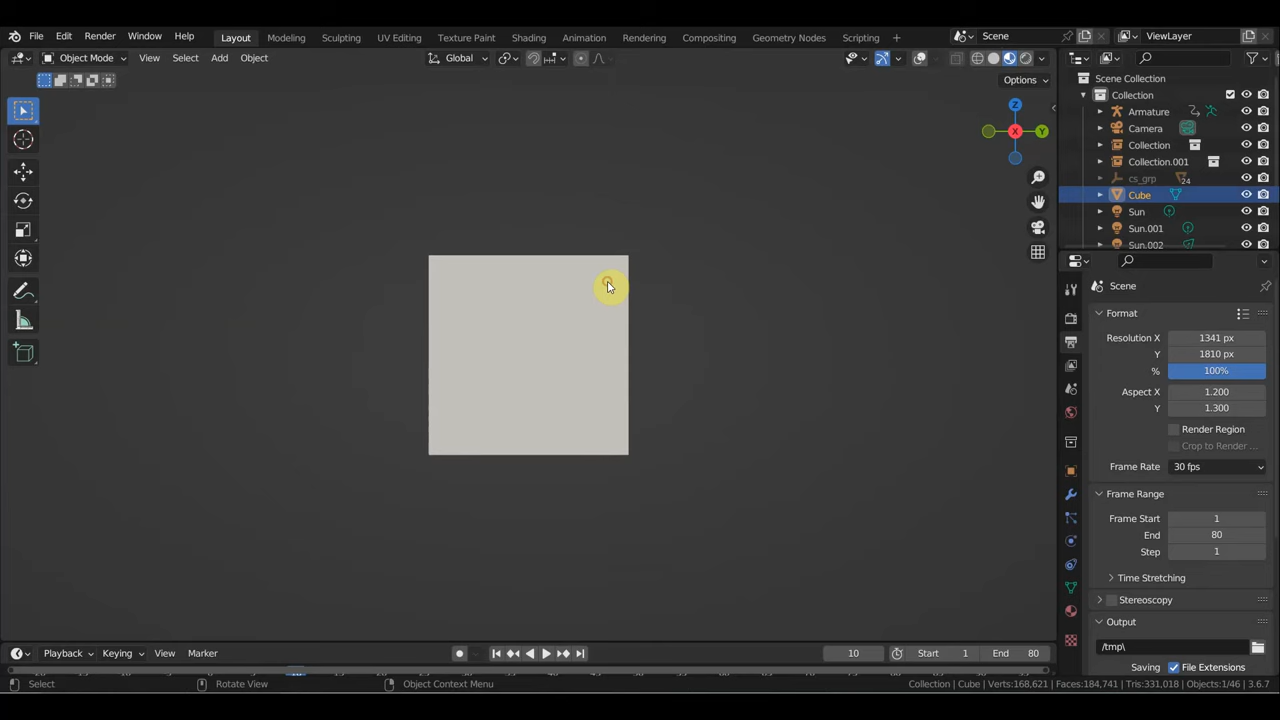 File Edit Render Window Help Layout Modeling Sculpting UV Editing Texture Paint Shading Animation Rendering Compositing Geometry Nodes Scripting + Scene ViewLayer
Object Mode View Select Add Object Global
Options
Z
X
Y
Scene Collection
Collection
Armature
Camera
Collection
Collection.001
cs_grp 24
Cube
Sun
Sun.001
Sun.002
Scene
Format
Resolution X 1341 px
Y 1810 px
% 100%
Aspect X 1.200
Y 1.300
Render Region
Crop to Render ...
Frame Rate 30 fps
Frame Range
Frame Start 1
End 80
Step 1
Time Stretching
Stereoscopy
Output
/tmp\
Saving File Extensions
Playback Keying View Marker 10 Start 1 End 80
Select Rotate View Object Context Menu Collection | Cube | Verts:168,621 | Faces:184,741 | Tris:331,018 | Objects:1/46 | 3.6.7